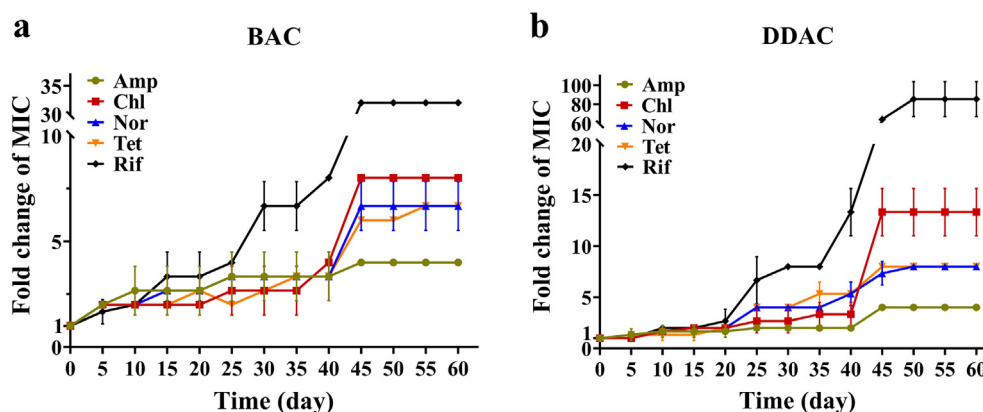 a
BAC
Fold change of MIC
35
30
10
5
1
0
Amp
Chl
Nor
Tet
Rif
0 5 10 15 20 25 30 35 40 45 50 55 60
Time (day)
b
DDAC
Fold change of MIC
100
80
60
20
15
10
5
1
0
Amp
Chl
Nor
Tet
Rif
0 5 10 15 20 25 30 35 40 45 50 55 60
Time (day)